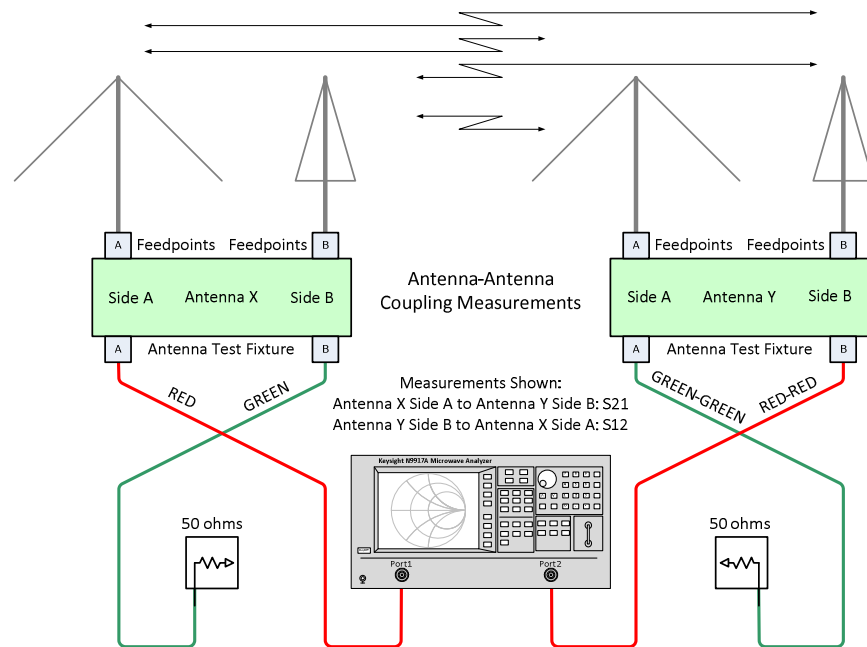 A Feedpoints Feedpoints B
A Feedpoints Feedpoints B
Side A Antenna X Side B
Antenna-Antenna
Coupling Measurements
Side A Antenna Y Side B
A Antenna Test Fixture B
A Antenna Test Fixture B
RED
GREEN
Measurements Shown:
Antenna X Side A to Antenna Y Side B: S21
Antenna Y Side B to Antenna X Side A: S12
GREEN-GREEN
RED-RED
Keysight N9917A Microwave Analyzer
50 ohms
50 ohms
Port1
Port2